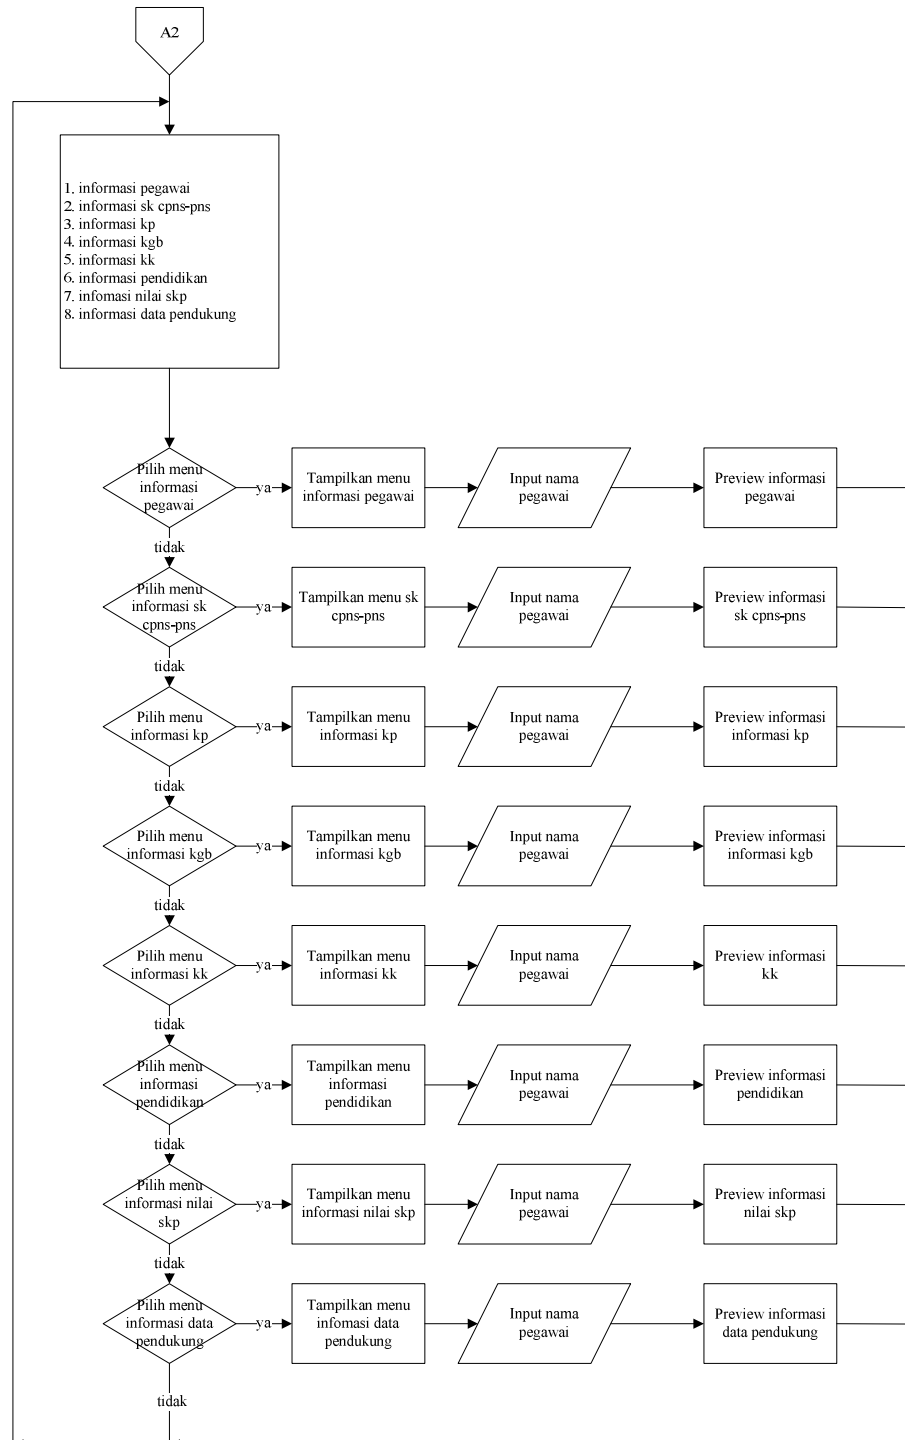 A2
1. informasi pegawai
2. informasi sk cpns-pns
3. informasi kp
4. informasi kgb
5. informasi kk
6. informasi pendidikan
7. infomasi nilai skp
8. informasi data pendukung
Pilih menu
informasi
pegawai
ya
Tampilkan menu
informasi pegawai
Input nama
pegawai
Preview informasi
pegawai
tidak
Pilih menu
informasi sk
cpns-pns
ya
Tampilkan menu sk
cpns-pns
Input nama
pegawai
Preview informasi
sk cpns-pns
tidak
Pilih menu
informasi kp
ya
Tampilkan menu
informasi kp
Input nama
pegawai
Preview informasi
informasi kp
tidak
Pilih menu
informasi kgb
ya
Tampilkan menu
informasi kgb
Input nama
pegawai
Preview informasi
informasi kgb
tidak
Pilih menu
informasi kk
ya
Tampilkan menu
informasi kk
Input nama
pegawai
Preview informasi
kk
tidak
Pilih menu
informasi
pendidikan
ya
Tampilkan menu
informasi
pendidikan
Input nama
pegawai
Preview informasi
pendidikan
tidak
Pilih menu
informasi nilai
skp
ya
Tampilkan menu
informasi nilai skp
Input nama
pegawai
Preview informasi
nilai skp
tidak
Pilih menu
informasi data
pendukung
ya
Tampilkan menu
infomasi data
pendukung
Input nama
pegawai
Preview informasi
data pendukung
tidak